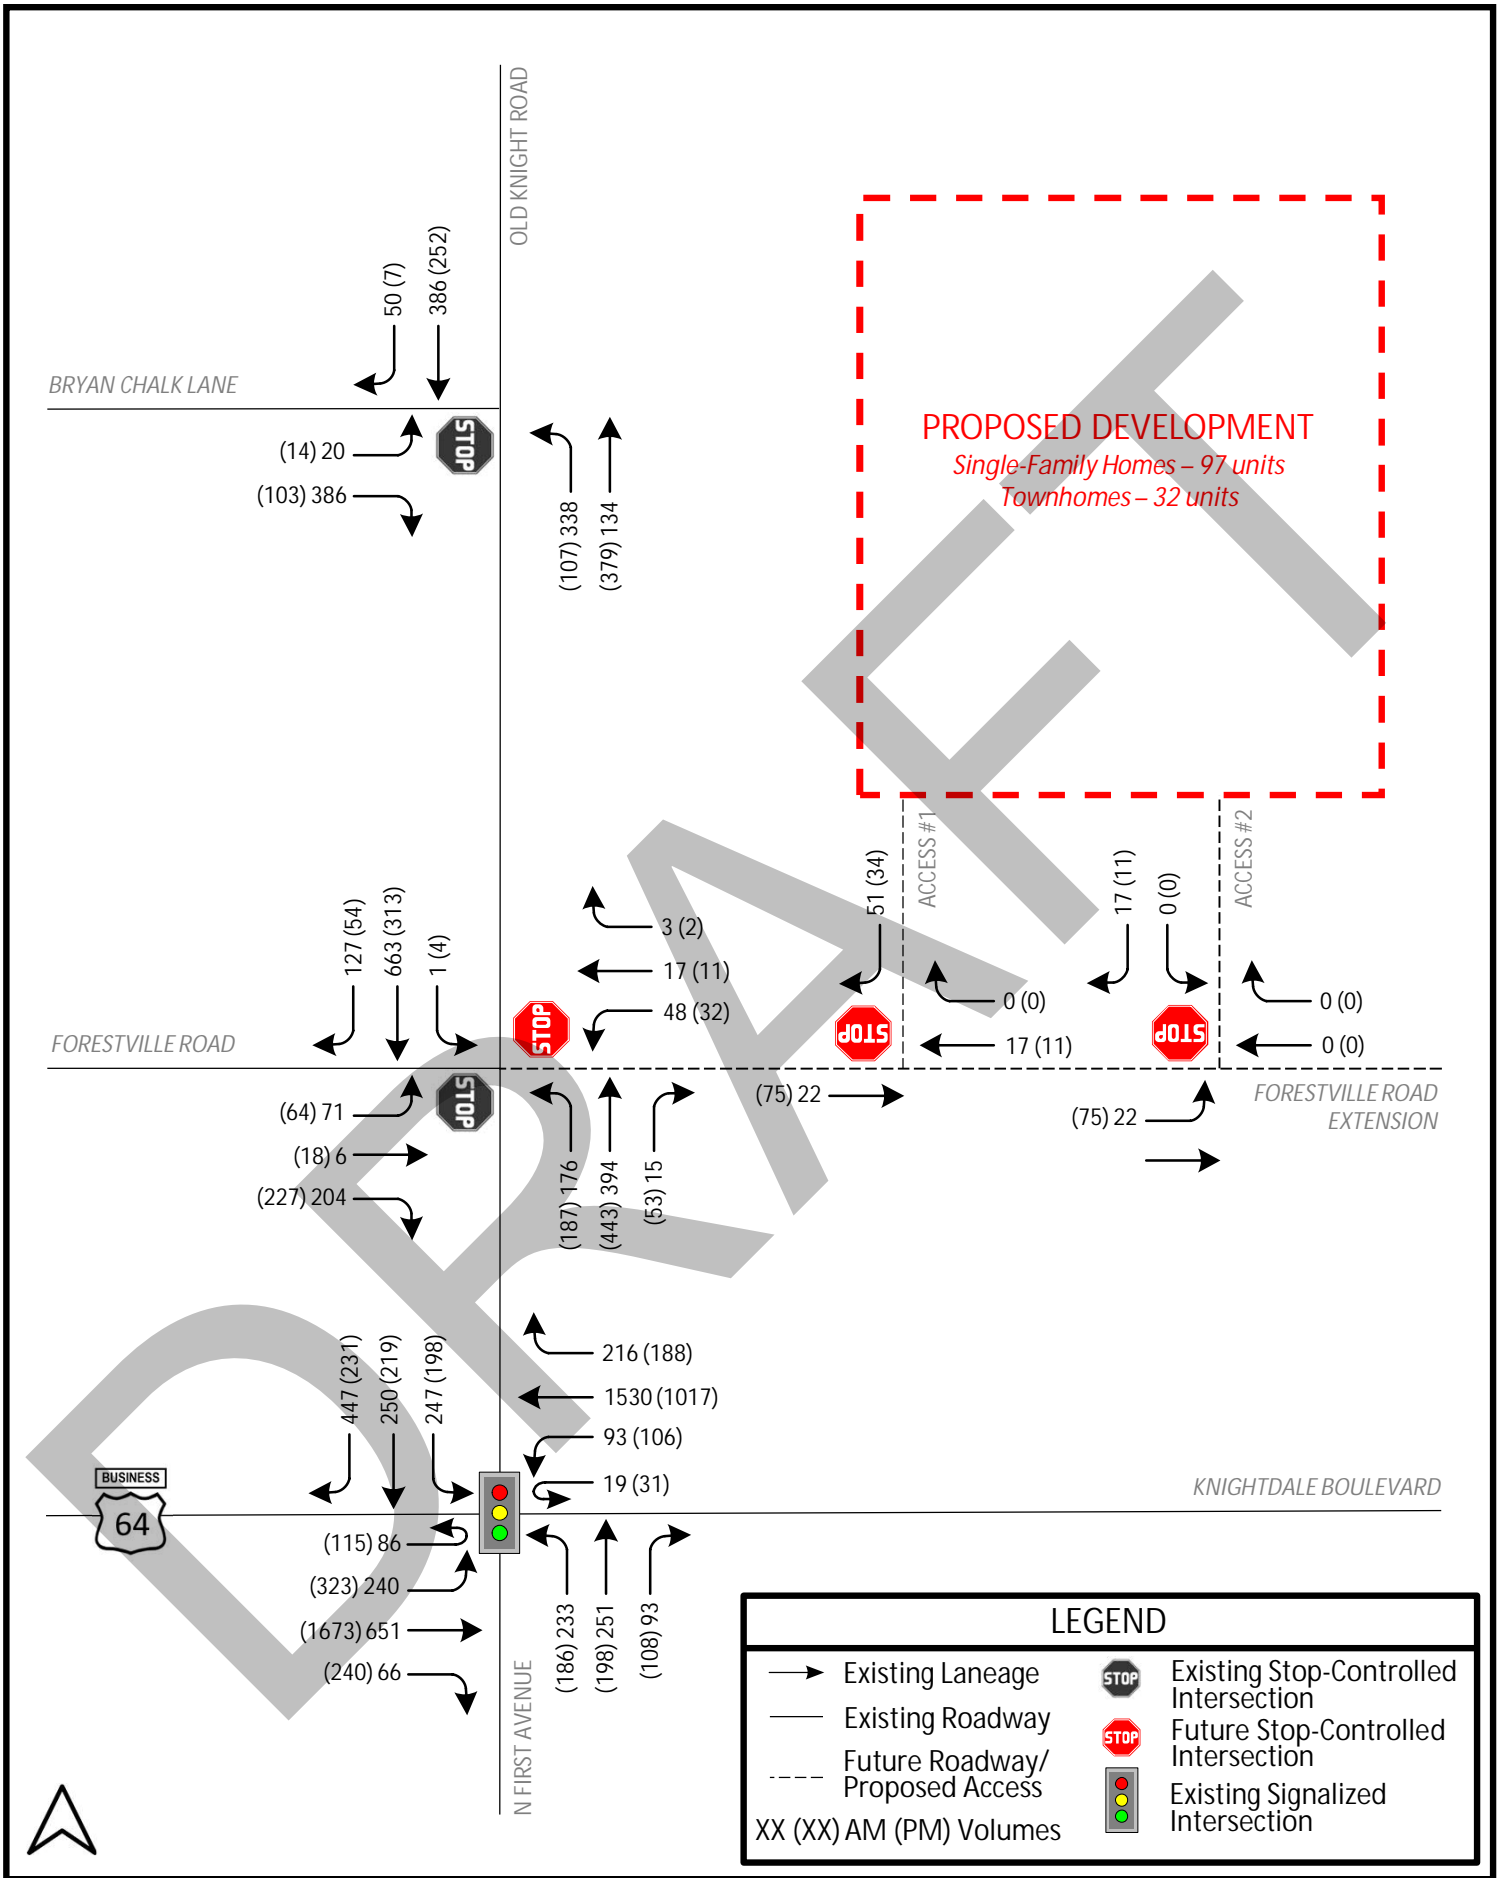 OLD KNIGHT ROAD
50 (7)
386 (252)
BRYAN CHALK LANE
STOP
(14) 20
(103) 386
(107) 338
(379) 134
PROPOSED DEVELOPMENT
Single-Family Homes – 97 units
Townhomes – 32 units
DRAFT
ACCESS #1
ACCESS #2
51 (34)
17 (11)
0 (0)
127 (54)
663 (313)
1 (4)
3 (2)
17 (11)
48 (32)
0 (0)
17 (11)
0 (0)
0 (0)
STOP
STOP
STOP
FORESTVILLE ROAD
STOP
(64) 71
(18) 6
(227) 204
(187) 176
(443) 394
(53) 15
(75) 22
(75) 22
FORESTVILLE ROAD
EXTENSION
447 (231)
250 (219)
247 (198)
216 (188)
1530 (1017)
93 (106)
19 (31)
BUSINESS
64
KNIGHTDALE BOULEVARD
(115) 86
(323) 240
(1673) 651
(240) 66
(186) 233
(198) 251
(108) 93
N FIRST AVENUE
LEGEND
Existing Laneage
Existing Roadway
Future Roadway/
Proposed Access
XX (XX) AM (PM) Volumes
STOP
Existing Stop-Controlled
Intersection
STOP
Future Stop-Controlled
Intersection
Existing Signalized
Intersection